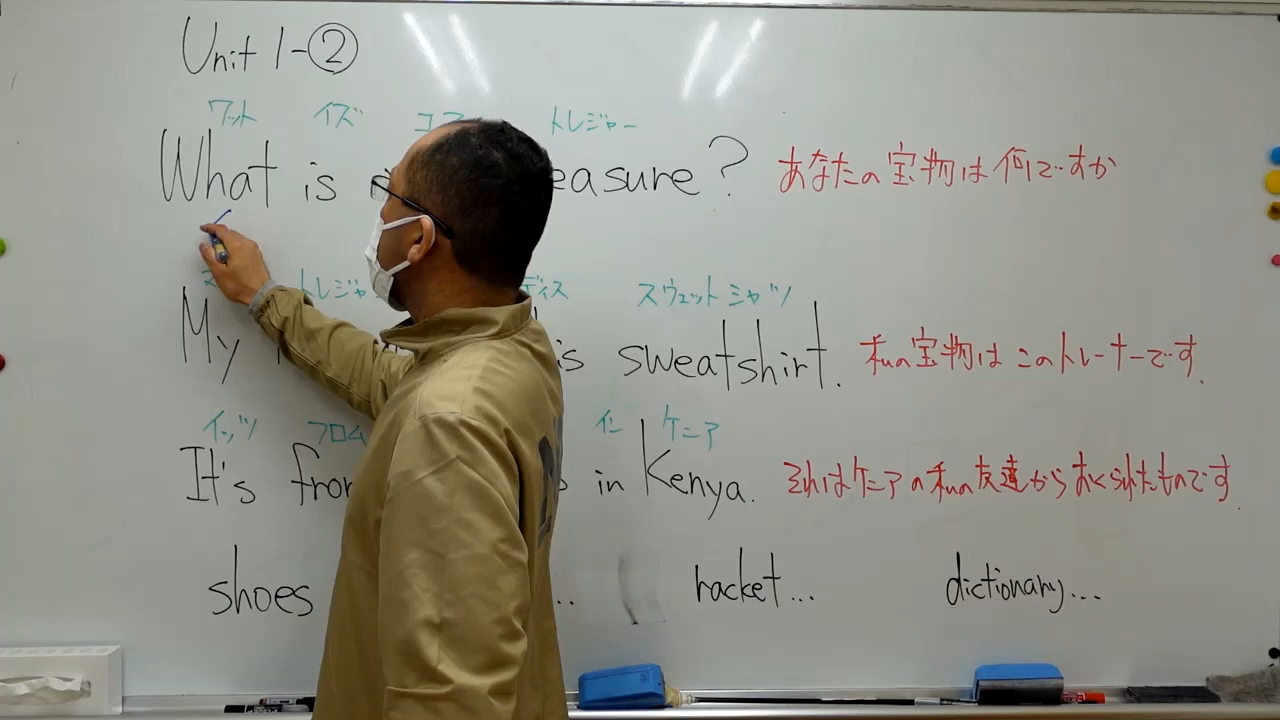 Unit 1-②
ワット イズ トレジャー
What is easure? あなたの宝物は何ですか
トレジャ ディス スウェットシャツ
My is sweatshirt. 私の宝物はこのトレーナーです.
イッツ フロム イン ケニア
It's from in Kenya. それはケニアの私の友達からおくられたものです.
shoes .. racket... dictionary...